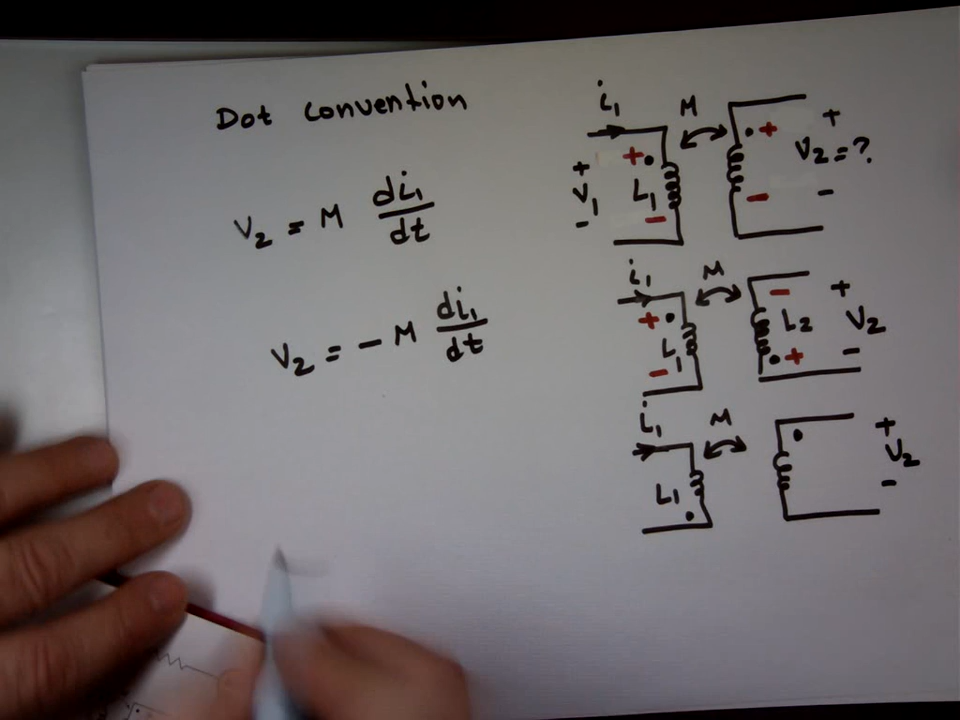 Dot Convention
V2 = M di1/dt
V2 = - M di1/dt
i1 M
+ • • + +
+ V1 - L1 V2 = ?
- - -
i1 M
+ • - +
L1 L2 V2
- • + -
i1 M
• + V2 -
L1
•